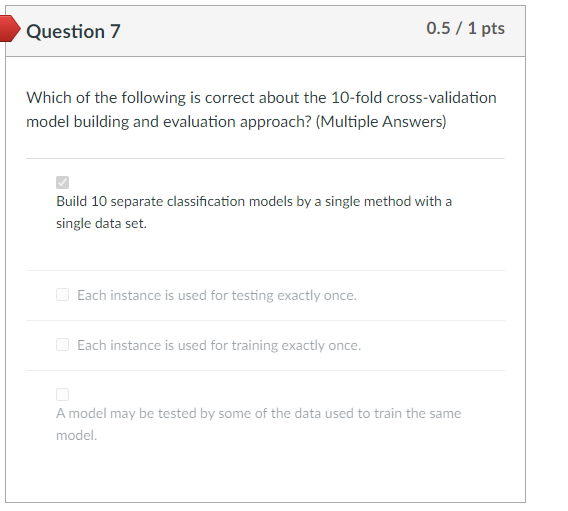 Question 7
0.5 / 1 pts
Which of the following is correct about the 10-fold cross-validation
model building and evaluation approach? (Multiple Answers)
Build 10 separate classification models by a single method with a
single data set.
Each instance is used for testing exactly once.
Each instance is used for training exactly once.
A model may be tested by some of the data used to train the same
model.